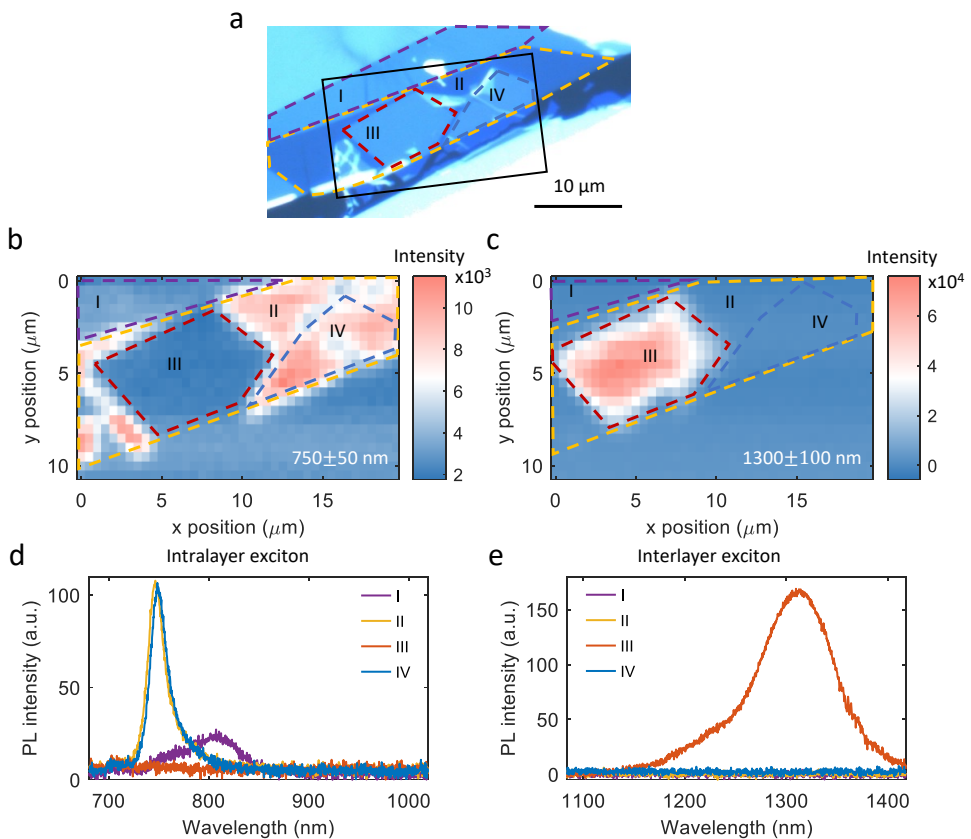 a
I
II
III
IV
10 μm
b
Intensity
x10³
I
II
III
IV
750±50 nm
0
5
10
y position (μm)
0
5
10
15
x position (μm)
10
8
6
4
2
c
Intensity
x10⁴
I
II
III
IV
1300±100 nm
0
5
10
y position (μm)
0
5
10
15
x position (μm)
6
4
2
0
d
Intralayer exciton
I
II
III
IV
100
50
0
PL intensity (a.u.)
700
800
900
1000
Wavelength (nm)
e
Interlayer exciton
I
II
III
IV
150
100
50
0
PL intensity (a.u.)
1100
1200
1300
1400
Wavelength (nm)